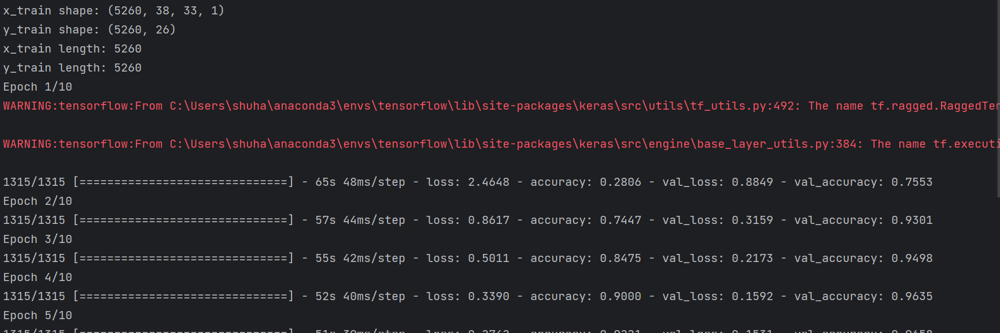 x_train shape: (5260, 38, 33, 1)
y_train shape: (5260, 26)
x_train length: 5260
y_train length: 5260
Epoch 1/10
WARNING:tensorflow:From C:\Users\shuha\anaconda3\envs\tensorflow\lib\site-packages\keras\src\utils\tf_utils.py:492: The name tf.ragged.RaggedTen
WARNING:tensorflow:From C:\Users\shuha\anaconda3\envs\tensorflow\lib\site-packages\keras\src\engine\base_layer_utils.py:384: The name tf.executi
1315/1315 [==============================] - 65s 48ms/step - loss: 2.4648 - accuracy: 0.2806 - val_loss: 0.8849 - val_accuracy: 0.7553
Epoch 2/10
1315/1315 [==============================] - 57s 44ms/step - loss: 0.8617 - accuracy: 0.7447 - val_loss: 0.3159 - val_accuracy: 0.9301
Epoch 3/10
1315/1315 [==============================] - 55s 42ms/step - loss: 0.5011 - accuracy: 0.8475 - val_loss: 0.2173 - val_accuracy: 0.9498
Epoch 4/10
1315/1315 [==============================] - 52s 40ms/step - loss: 0.3390 - accuracy: 0.9000 - val_loss: 0.1592 - val_accuracy: 0.9635
Epoch 5/10
1315/1315 [==============================] - 51s step - loss: accuracy: val_loss: val_accuracy: